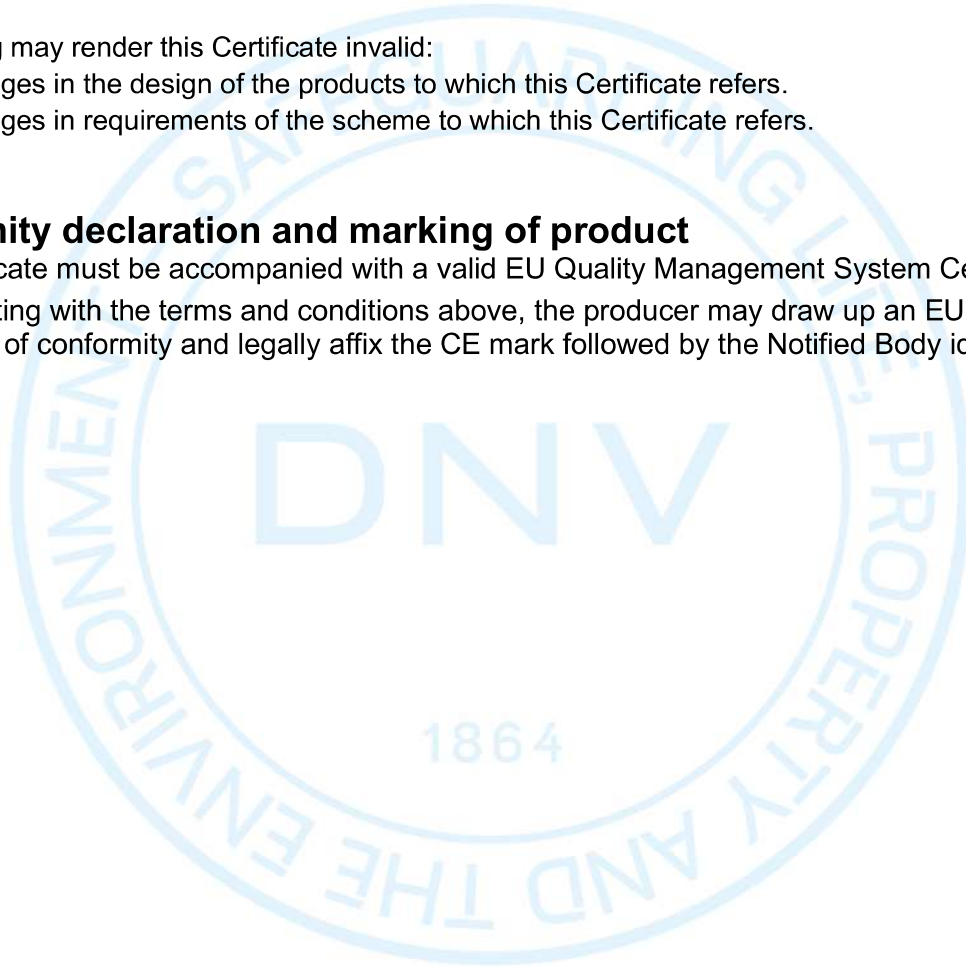 may render this Certificate invalid:
ges in the design of the products to which this Certificate refers.
ges in requirements of the scheme to which this Certificate refers.
ity declaration and marking of product
cate must be accompanied with a valid EU Quality Management System Ce
ting with the terms and conditions above, the producer may draw up an EU
of conformity and legally affix the CE mark followed by the Notified Body
SAFEGUARDING LIFE, PROPERTY AND THE ENVIRONMENT
DNV
1864